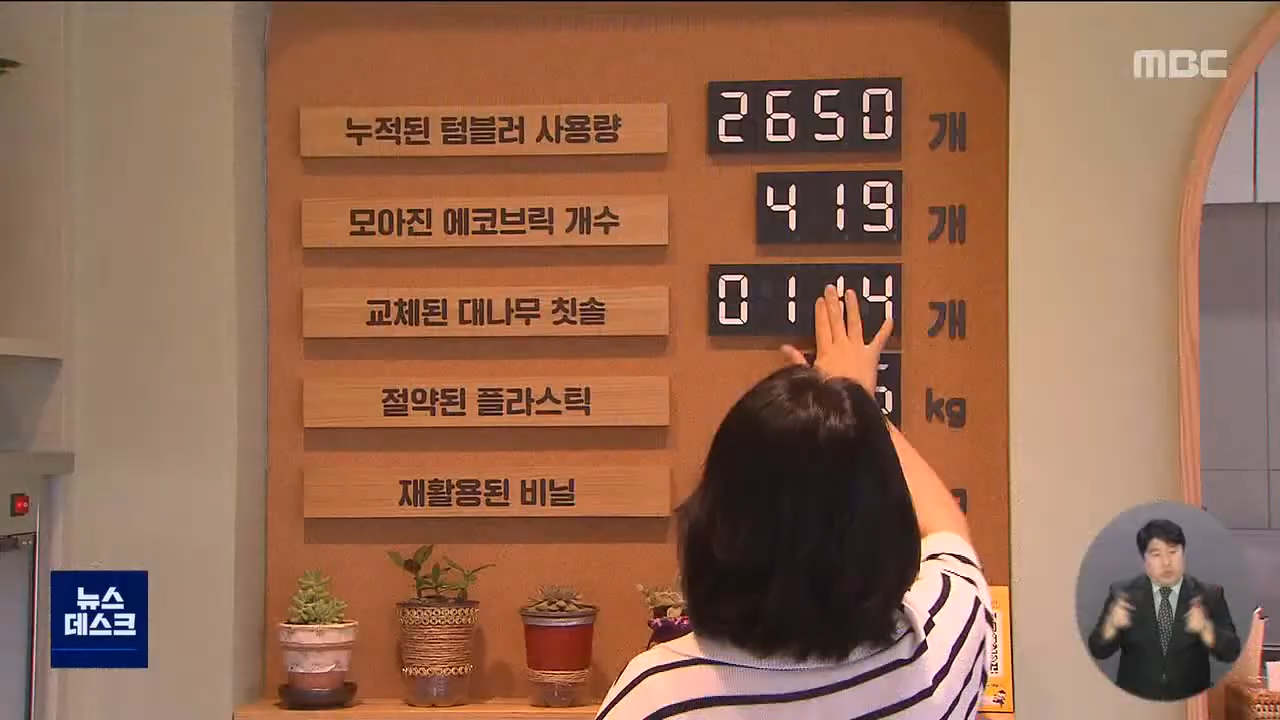 MBC
누적된 텀블러 사용량 2650 개
모아진 에코브릭 개수 419 개
교체된 대나무 칫솔 0114 개
절약된 플라스틱 kg
재활용된 비닐
뉴스
데스크